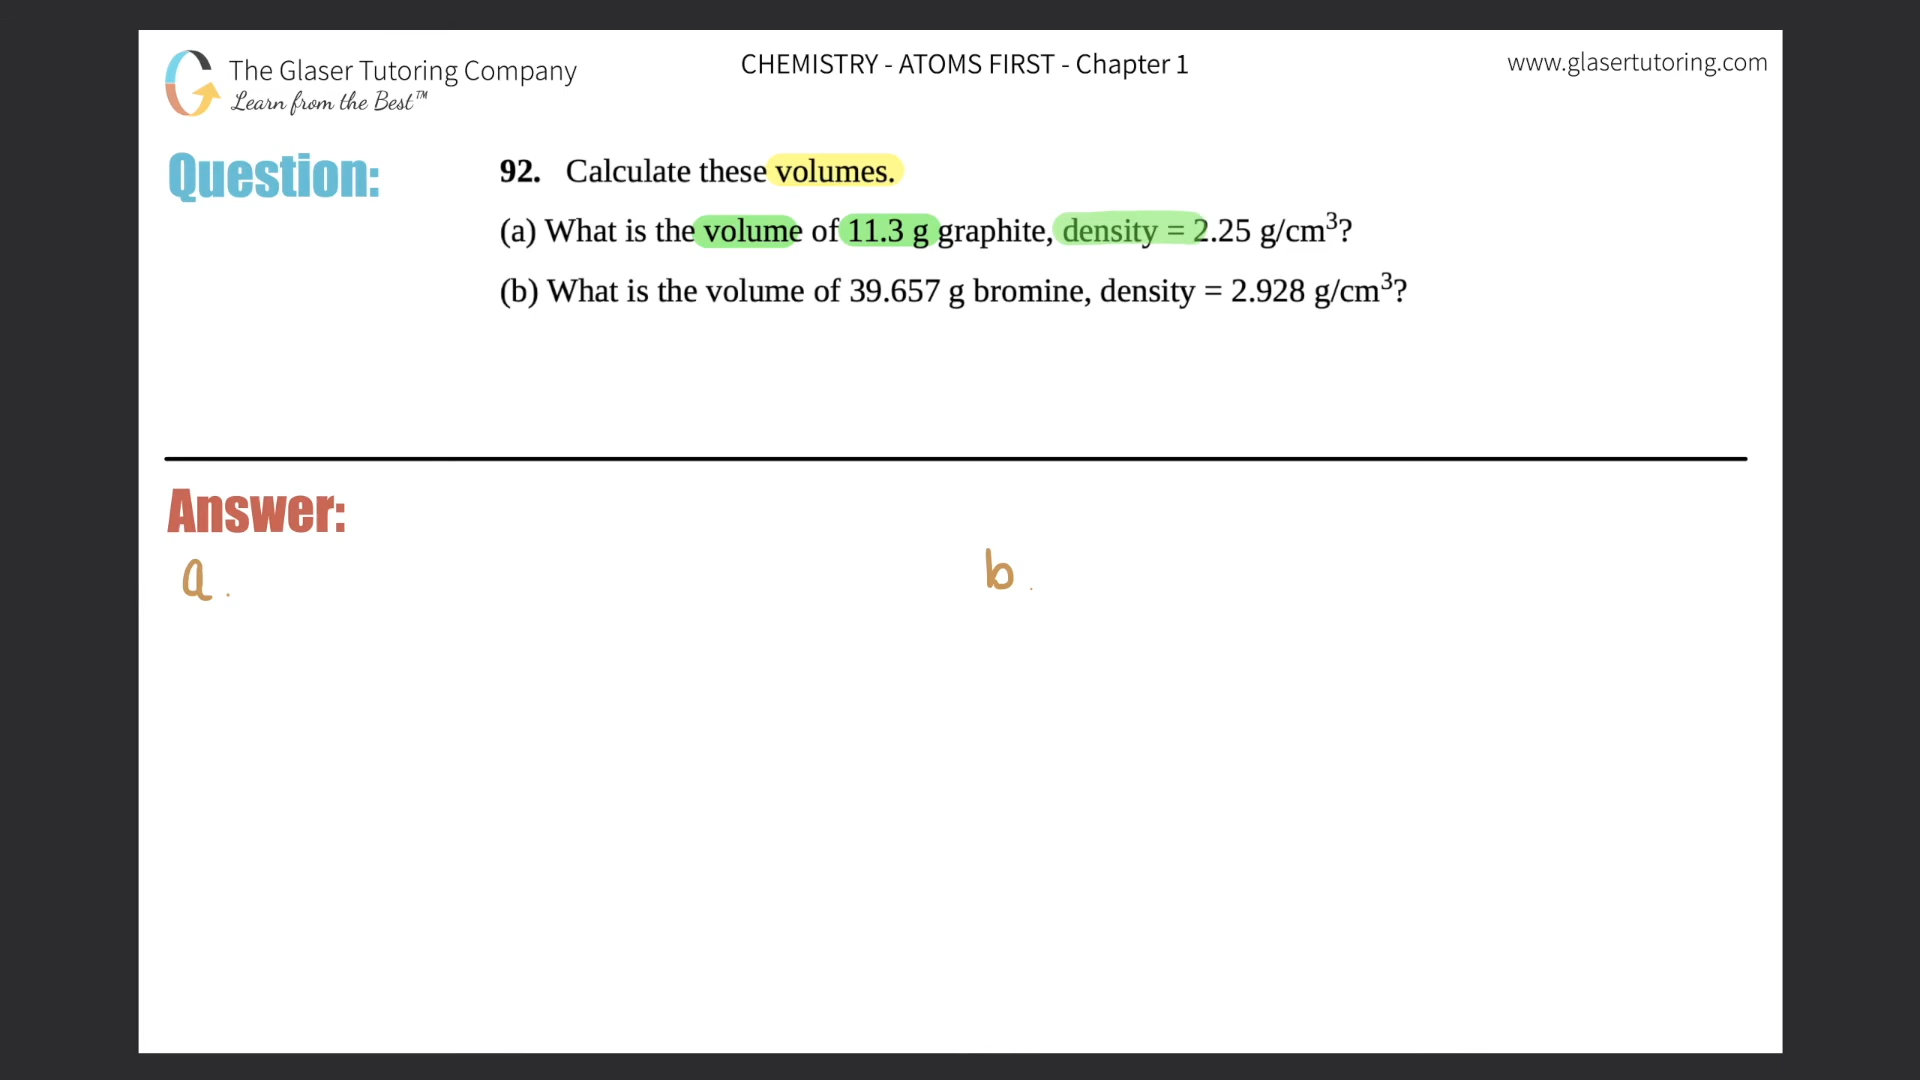 The Glaser Tutoring Company
Learn from the Best™
CHEMISTRY - ATOMS FIRST - Chapter 1
www.glasertutoring.com
Question:
92. Calculate these volumes.
(a) What is the volume of 11.3 g graphite, density = 2.25 g/cm³?
(b) What is the volume of 39.657 g bromine, density = 2.928 g/cm³?
Answer:
a.
b.